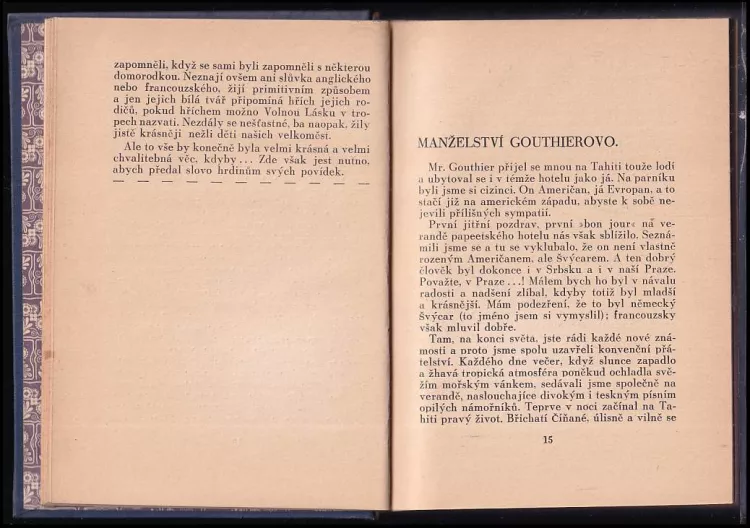 zapomněli, když se sami byli zapomněli s některou
domorodkou. Neznají ovšem ani slůvka anglického
nebo francouzského, žijí primitivním způsobem
a jen jejich bílá tvář připomíná hřích jejich ro-
dičů, pokud hříchem možno Volnou Lásku v tro-
pech nazvati. Nezdály se nešťastné, ba naopak, žily
jistě krásněji nežli děti našich velkoměst.
Ale to vše by konečně byla velmi krásná a velmi
chvalitebná věc, kdyby... Zde však jest nutno,
abych předal slovo hrdinům svých povídek.
— — — — — — — — — — — — —
MANŽELSTVÍ GOUTHIEROVO.
Mr. Gouthier přijel se mnou na Tahiti touže lodí
a ubytoval se i v témže hotelu jako já. Na parníku
byli jsme si cizinci. On Američan, já Evropan, a to
stačí již na americkém západu, abyste k sobě ne-
jevili přílišných sympatií.
První jitřní pozdrav, první »bon jour« na ve-
randě papeetského hotelu nás však sblížilo. Sezná-
mili jsme se a tu se vyklubalo, že on není vlastně
rozeným Američanem, ale Švýcarem. A ten dobrý
člověk byl dokonce i v Srbsku a i v naší Praze.
Považte, v Praze...! Málem bych ho byl v návalu
radosti a nadšení zlíbal, kdyby totiž byl mladší
a krásnější. Mám podezření, že to byl německý
Švýcar (to jméno jsem si vymyslil); francouzsky
však mluvil dobře.
Tam, na konci světa, jste rádi každé nové zná-
mosti a proto jsme spolu uzavřeli konvenční přá-
telství. Každého dne večer, když slunce zapadlo
a žhavá tropická atmosféra poněkud ochladla svě-
žím mořským vánkem, sedávali jsme společně na
verandě, naslouchajíce divokým i teskným písním
opilých námořníků. Teprve v noci začínal na Ta-
hiti pravý život. Břichatí Číňané, úlisně a vilně se
15